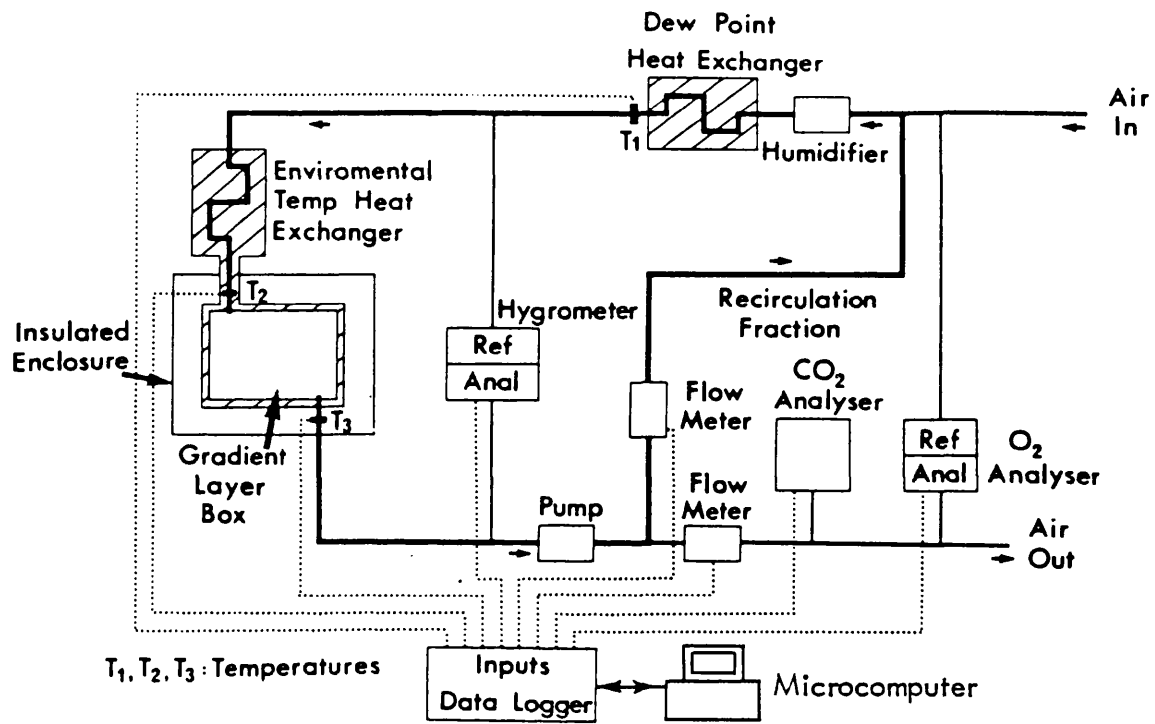 Dew Point
Heat Exchanger
Air
In
T1
Humidifier
Enviromental
Temp Heat
Exchanger
T2
Recirculation
Fraction
Insulated
Enclosure
Hygrometer
Ref
Anal
CO2
Analyser
Flow
Meter
T3
Gradient
Layer
Box
Ref
Anal
O2
Analyser
Pump
Flow
Meter
Air
Out
T1, T2, T3 : Temperatures
Inputs
Data Logger
Microcomputer